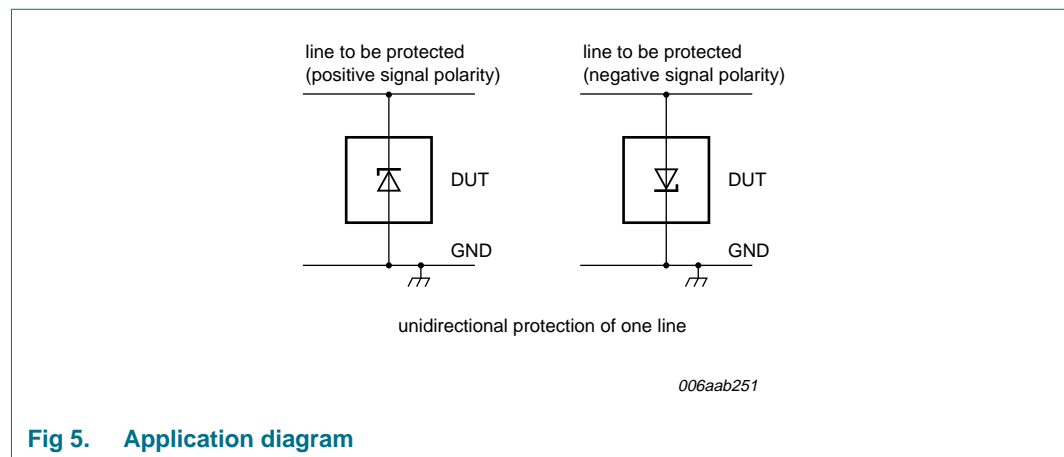 line to be protected
(positive signal polarity)
DUT
GND
line to be protected
(negative signal polarity)
DUT
GND
unidirectional protection of one line
006aab251
Fig 5. Application diagram